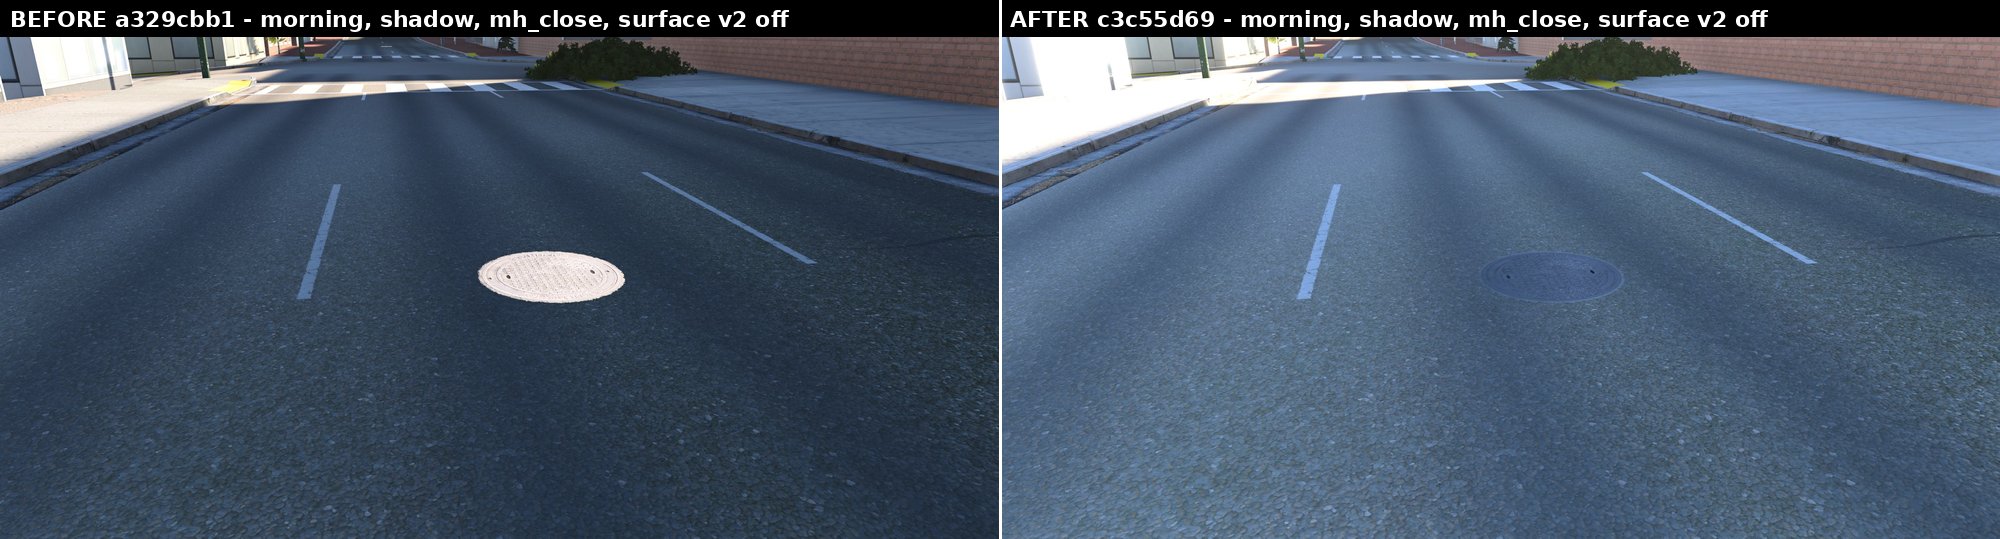 BEFORE a329cbb1 - morning, shadow, mh_close, surface v2 off
AFTER c3c55d69 - morning, shadow, mh_close, surface v2 off